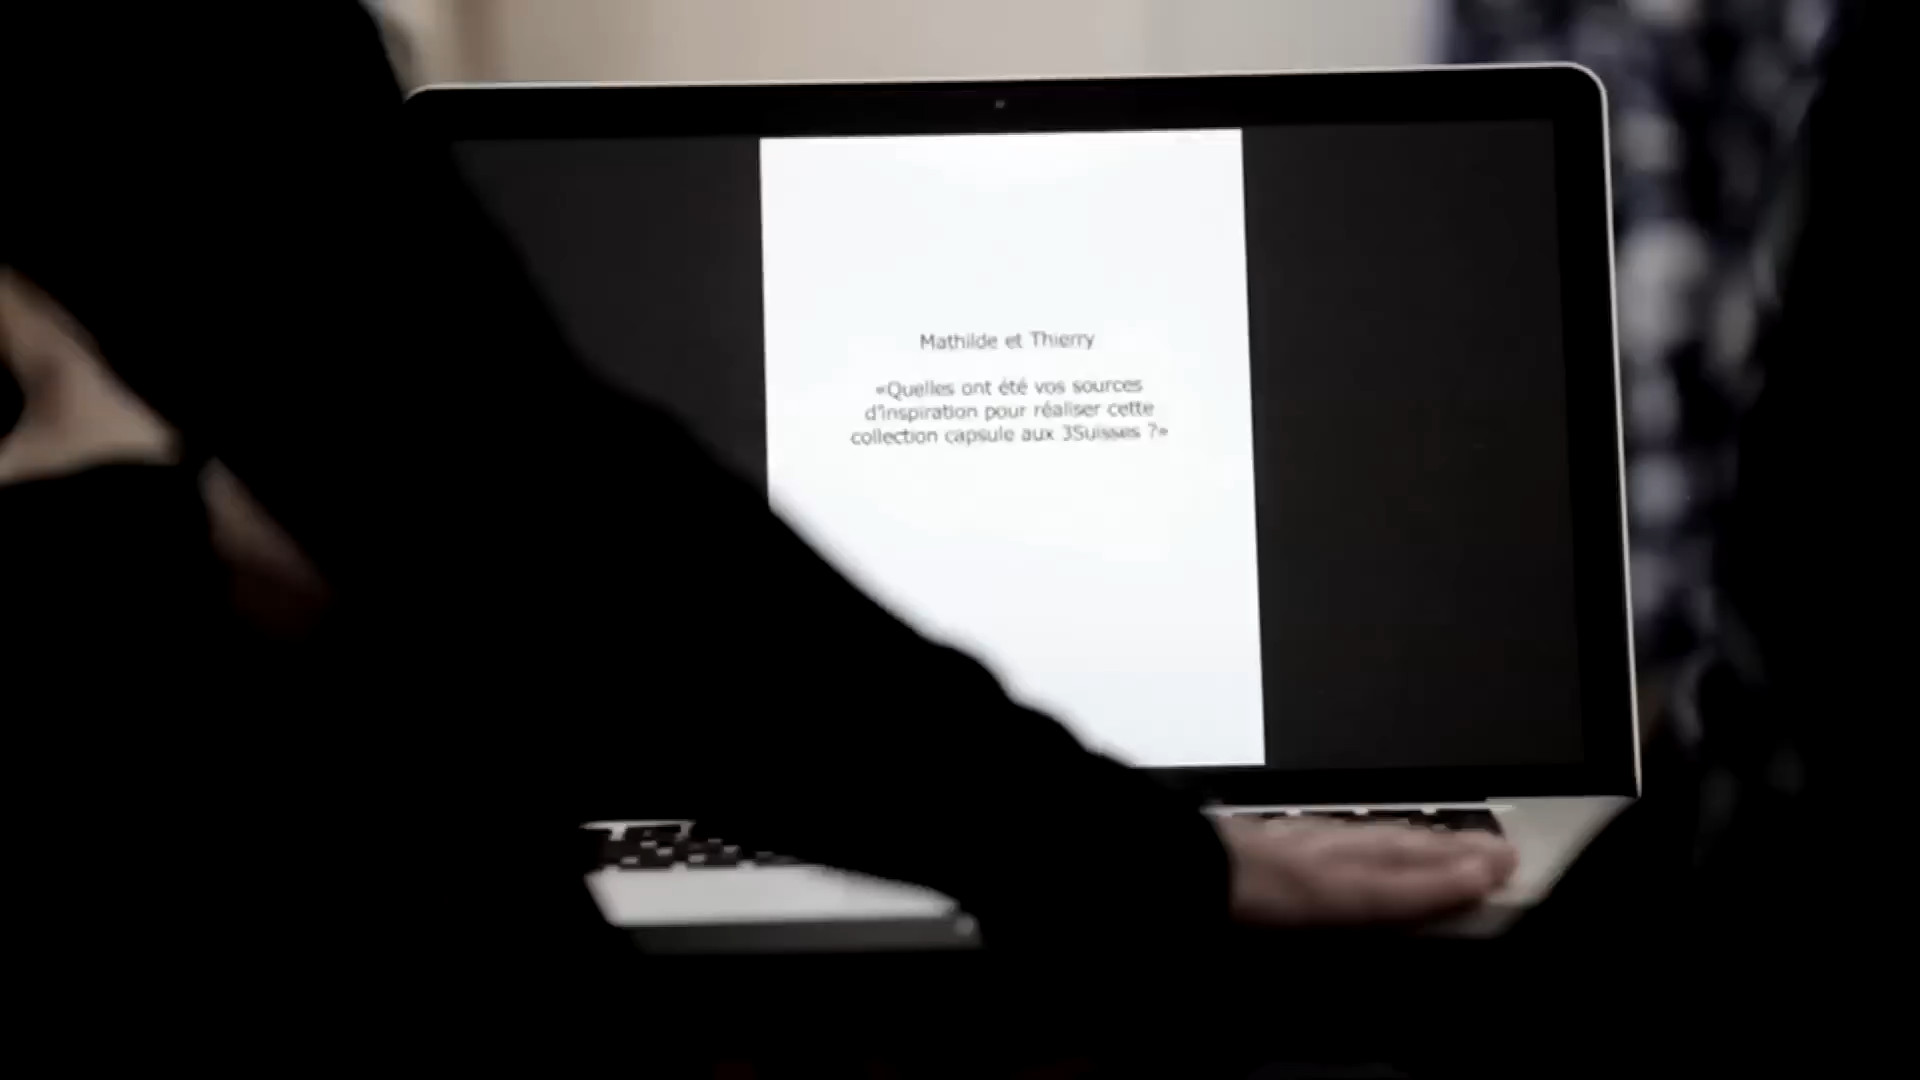 Mathilde et Thierry
«Quelles ont été vos sources
d'inspiration pour réaliser cette
collection capsule aux 3Suisses ?»